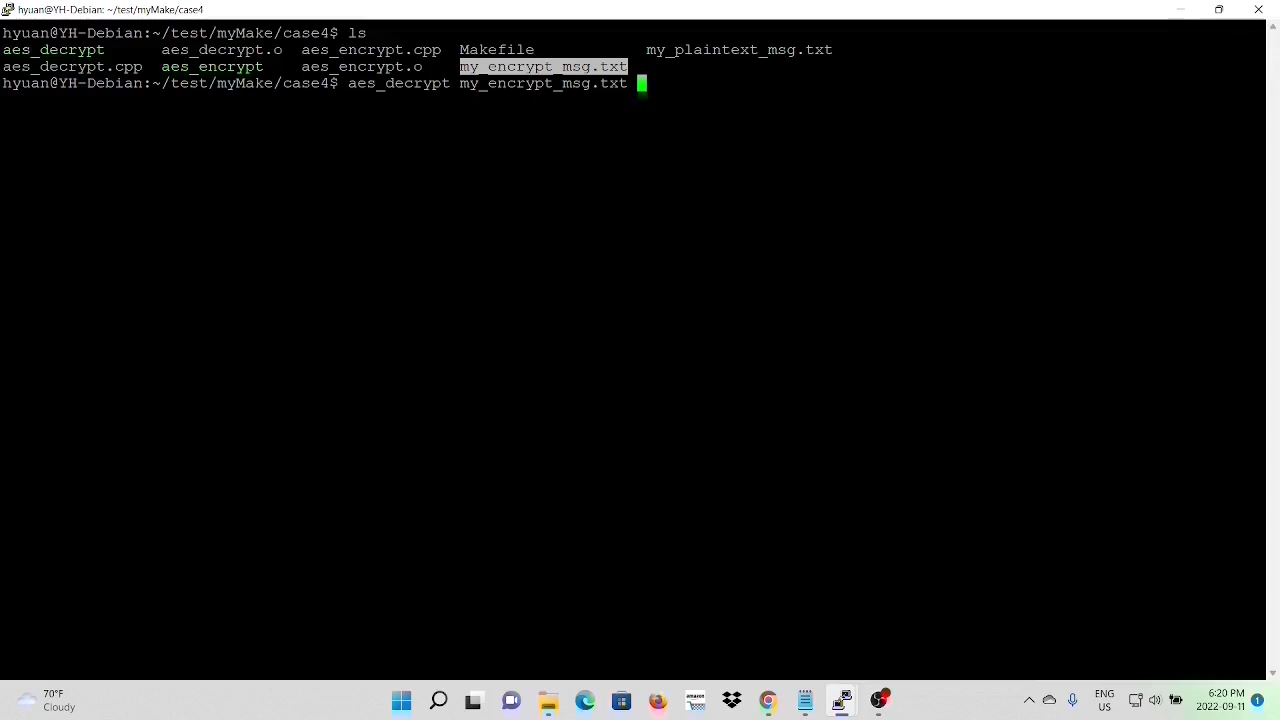 hyuan@YH-Debian: ~/test/myMake/case4
hyuan@YH-Debian:~/test/myMake/case4$ ls
aes_decrypt aes_decrypt.o aes_encrypt.cpp Makefile my_plaintext_msg.txt
aes_decrypt.cpp aes_encrypt aes_encrypt.o my_encrypt_msg.txt
hyuan@YH-Debian:~/test/myMake/case4$ aes_decrypt my_encrypt_msg.txt
70°F
Cloudy
amazon
ENG
US
6:20 PM
2022-09-11
1